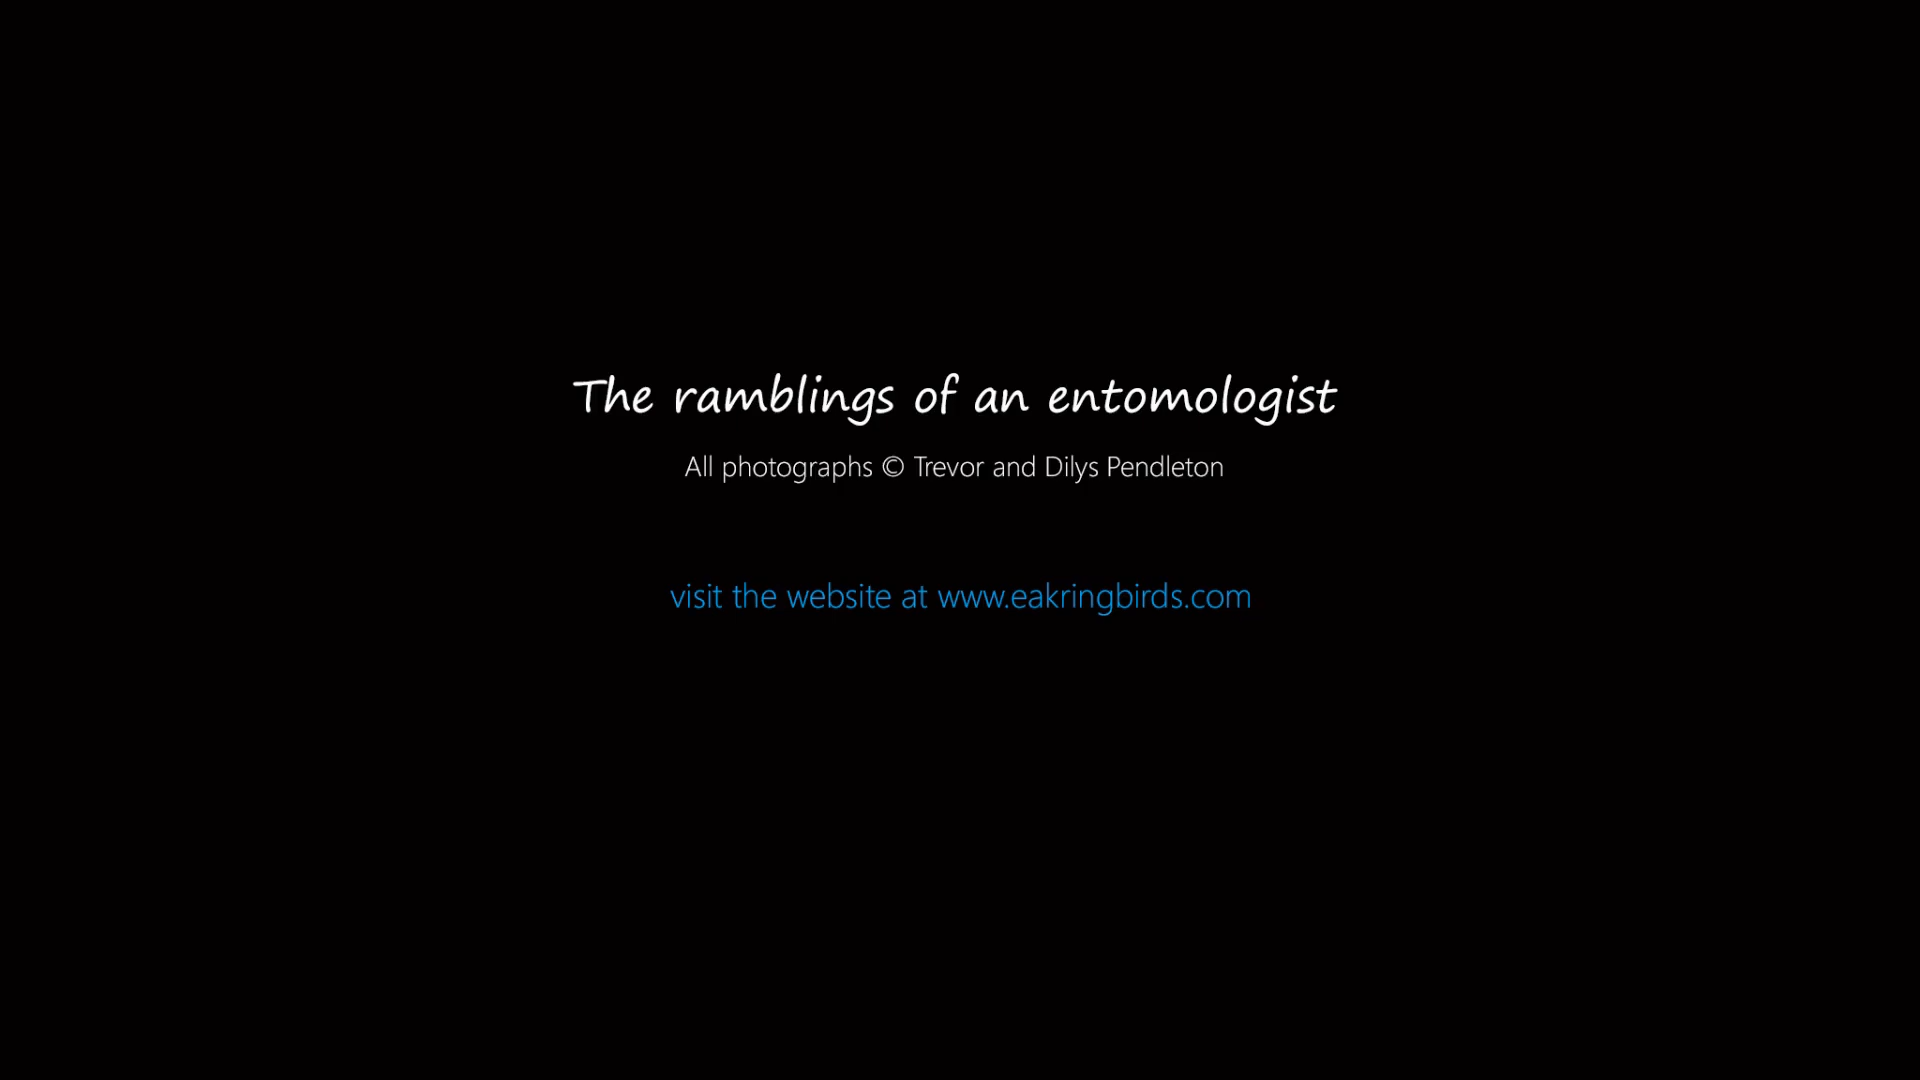 The ramblings of an entomologist
All photographs © Trevor and Dilys Pendleton
visit the website at www.eakringbirds.com